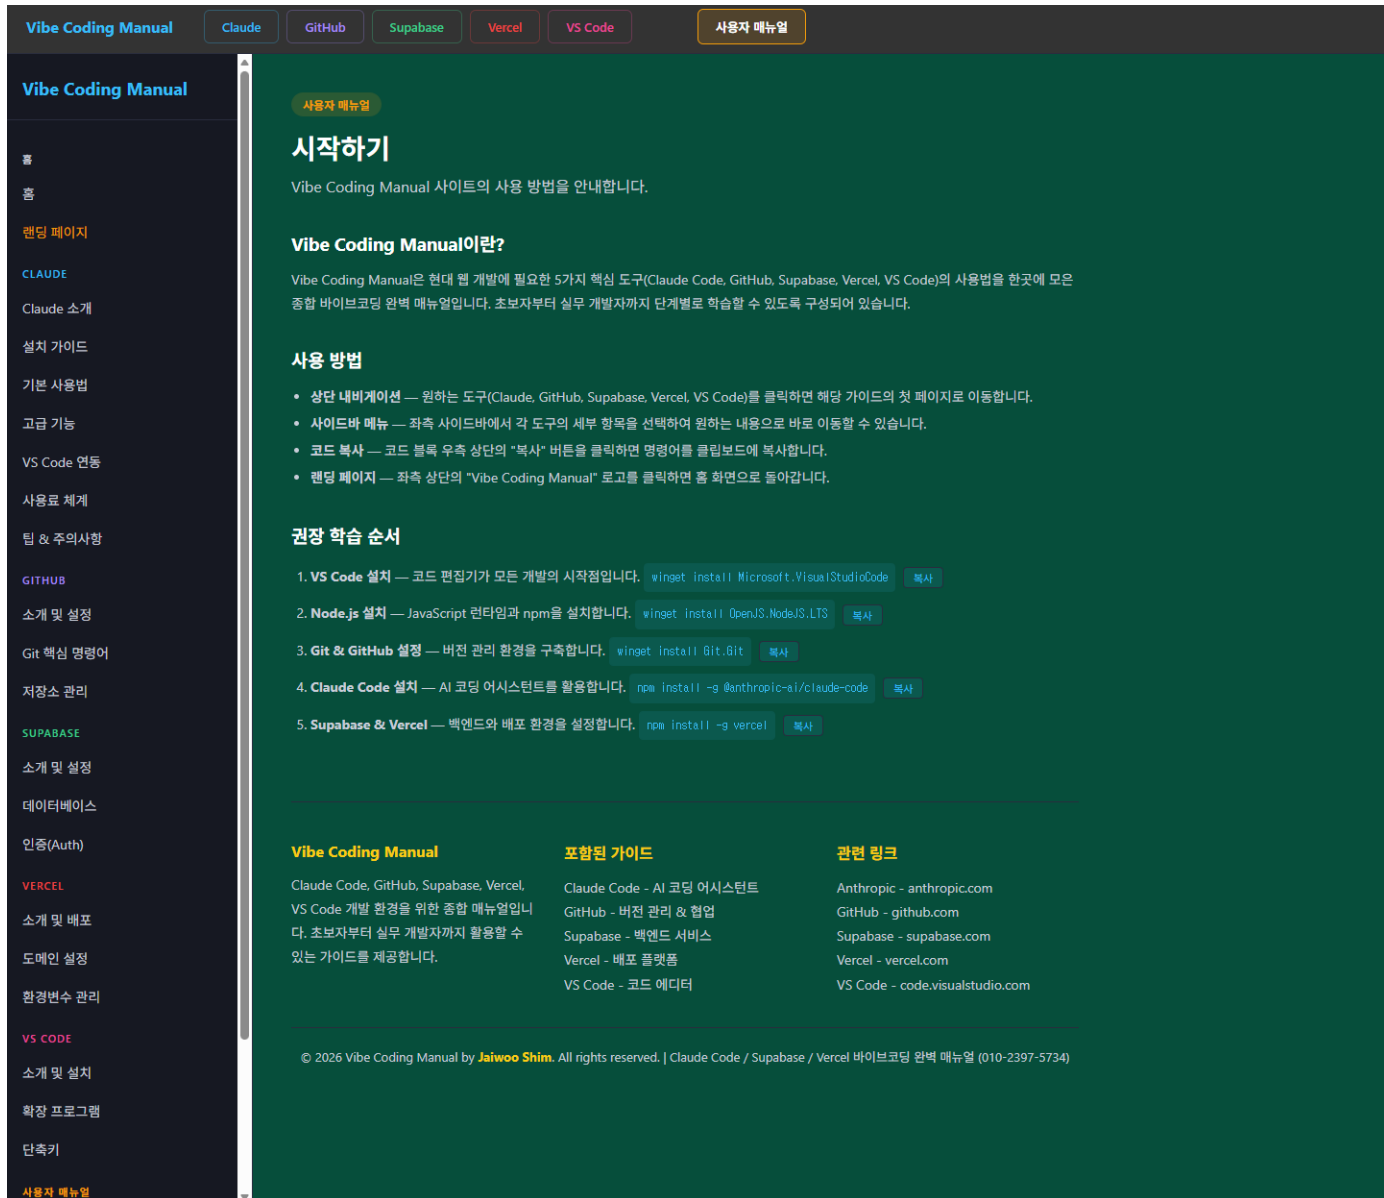 Vibe Coding Manual Claude GitHub Supabase Vercel VS Code 사용자 매뉴얼
Vibe Coding Manual
홈
홈
랜딩 페이지
CLAUDE
Claude 소개
설치 가이드
기본 사용법
고급 기능
VS Code 연동
사용료 체계
팁 & 주의사항
GITHUB
소개 및 설정
Git 핵심 명령어
저장소 관리
SUPABASE
소개 및 설정
데이터베이스
인증(Auth)
VERCEL
소개 및 배포
도메인 설정
환경변수 관리
VS CODE
소개 및 설치
확장 프로그램
단축키
사용자 매뉴얼
사용자 매뉴얼
시작하기
Vibe Coding Manual 사이트의 사용 방법을 안내합니다.
Vibe Coding Manual이란?
Vibe Coding Manual은 현대 웹 개발에 필요한 5가지 핵심 도구(Claude Code, GitHub, Supabase, Vercel, VS Code)의 사용법을 한곳에 모은
종합 바이브코딩 완벽 매뉴얼입니다. 초보자부터 실무 개발자까지 단계별로 학습할 수 있도록 구성되어 있습니다.
사용 방법
• 상단 내비게이션 — 원하는 도구(Claude, GitHub, Supabase, Vercel, VS Code)를 클릭하면 해당 가이드의 첫 페이지로 이동합니다.
• 사이드바 메뉴 — 좌측 사이드바에서 각 도구의 세부 항목을 선택하여 원하는 내용으로 바로 이동할 수 있습니다.
• 코드 복사 — 코드 블록 우측 상단의 "복사" 버튼을 클릭하면 명령어를 클립보드에 복사합니다.
• 랜딩 페이지 — 좌측 상단의 "Vibe Coding Manual" 로고를 클릭하면 홈 화면으로 돌아갑니다.
권장 학습 순서
1. VS Code 설치 — 코드 편집기가 모든 개발의 시작점입니다. winget install Microsoft.VisualStudioCode 복사
2. Node.js 설치 — JavaScript 런타임과 npm을 설치합니다. winget install OpenJS.NodeJS.LTS 복사
3. Git & GitHub 설정 — 버전 관리 환경을 구축합니다. winget install Git.Git 복사
4. Claude Code 설치 — AI 코딩 어시스턴트를 활용합니다. npm install -g @anthropic-ai/claude-code 복사
5. Supabase & Vercel — 백엔드와 배포 환경을 설정합니다. npm install -g vercel 복사
Vibe Coding Manual
Claude Code, GitHub, Supabase, Vercel,
VS Code 개발 환경을 위한 종합 매뉴얼입니
다. 초보자부터 실무 개발자까지 활용할 수
있는 가이드를 제공합니다.
포함된 가이드
Claude Code - AI 코딩 어시스턴트
GitHub - 버전 관리 & 협업
Supabase - 백엔드 서비스
Vercel - 배포 플랫폼
VS Code - 코드 에디터
관련 링크
Anthropic - anthropic.com
GitHub - github.com
Supabase - supabase.com
Vercel - vercel.com
VS Code - code.visualstudio.com
© 2026 Vibe Coding Manual by Jaiwoo Shim. All rights reserved. | Claude Code / Supabase / Vercel 바이브코딩 완벽 매뉴얼 (010-2397-5734)